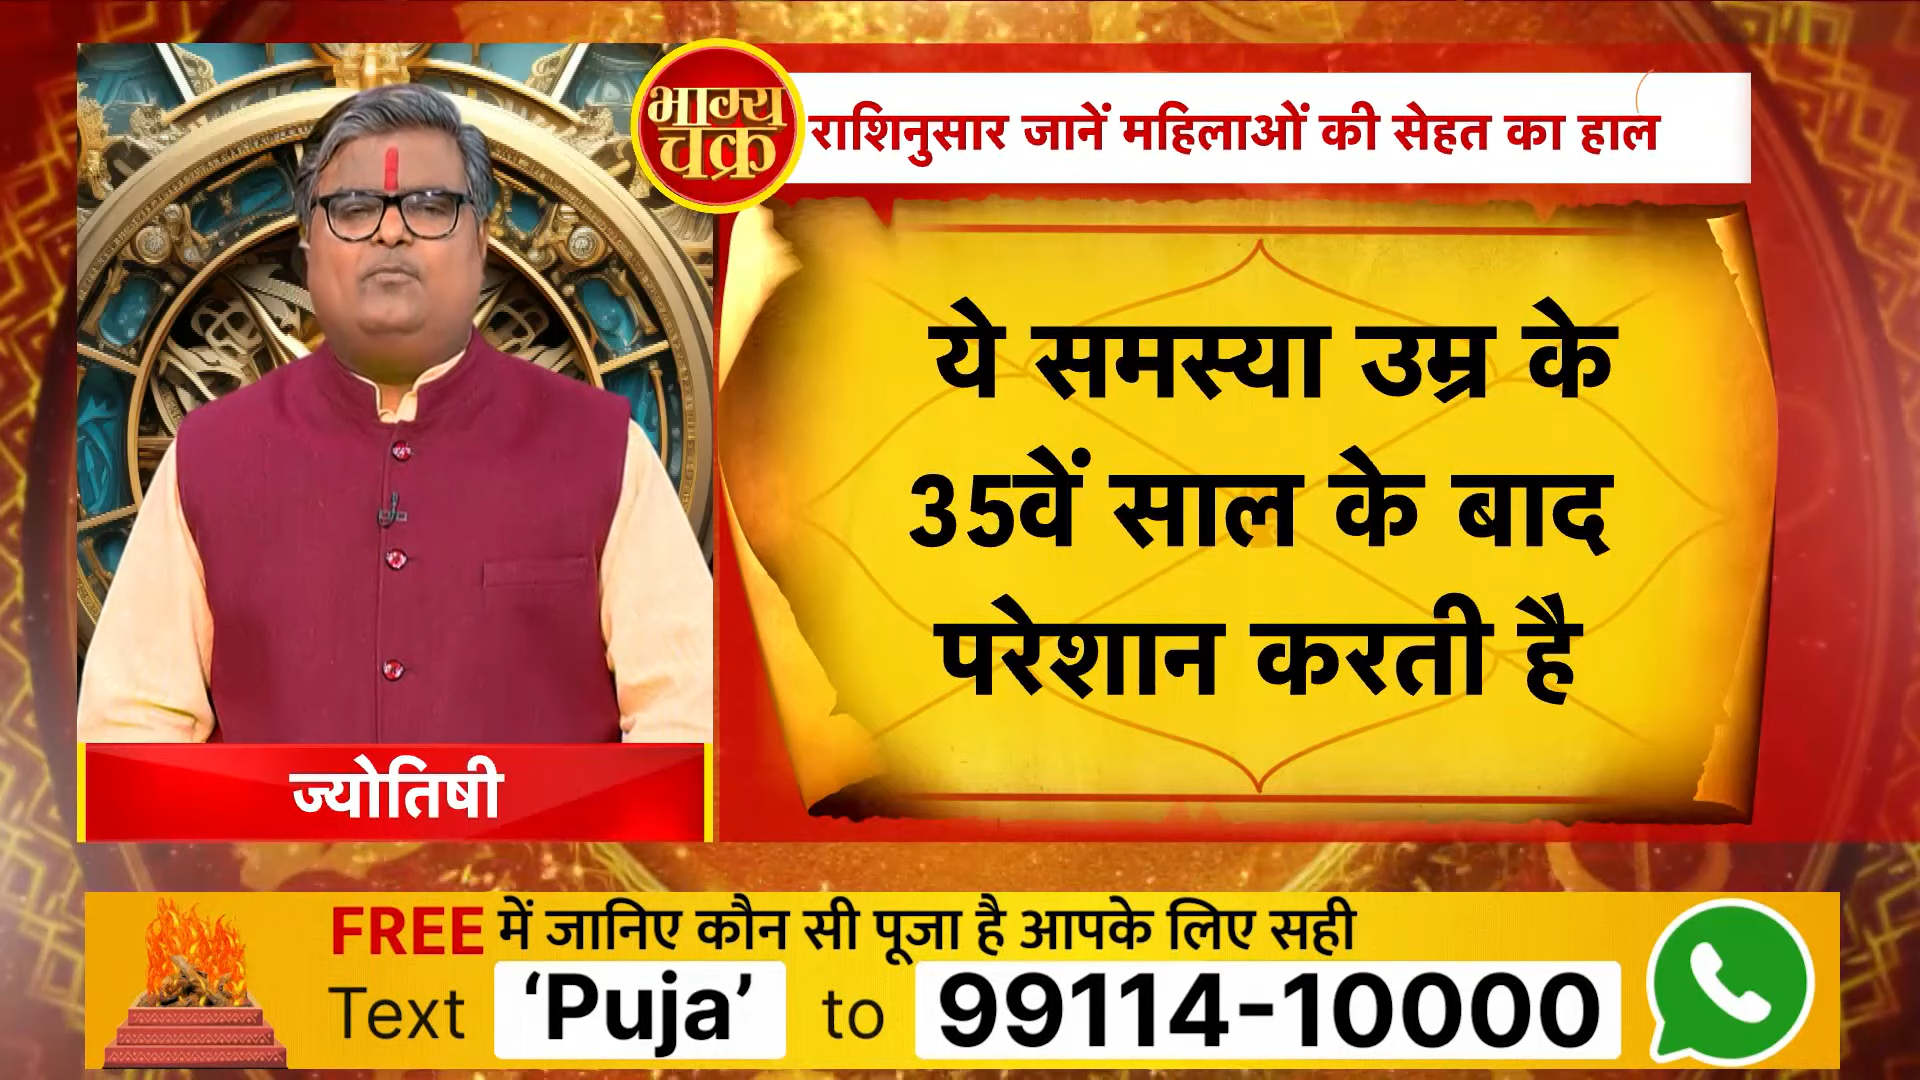 भाग्य
चक्र
राशिनुसार जानें महिलाओं की सेहत का हाल
ये समस्या उम्र के
35वें साल के बाद
परेशान करती है
ज्योतिषी
FREE में जानिए कौन सी पूजा है आपके लिए सही
Text ‘Puja’ to 99114-10000